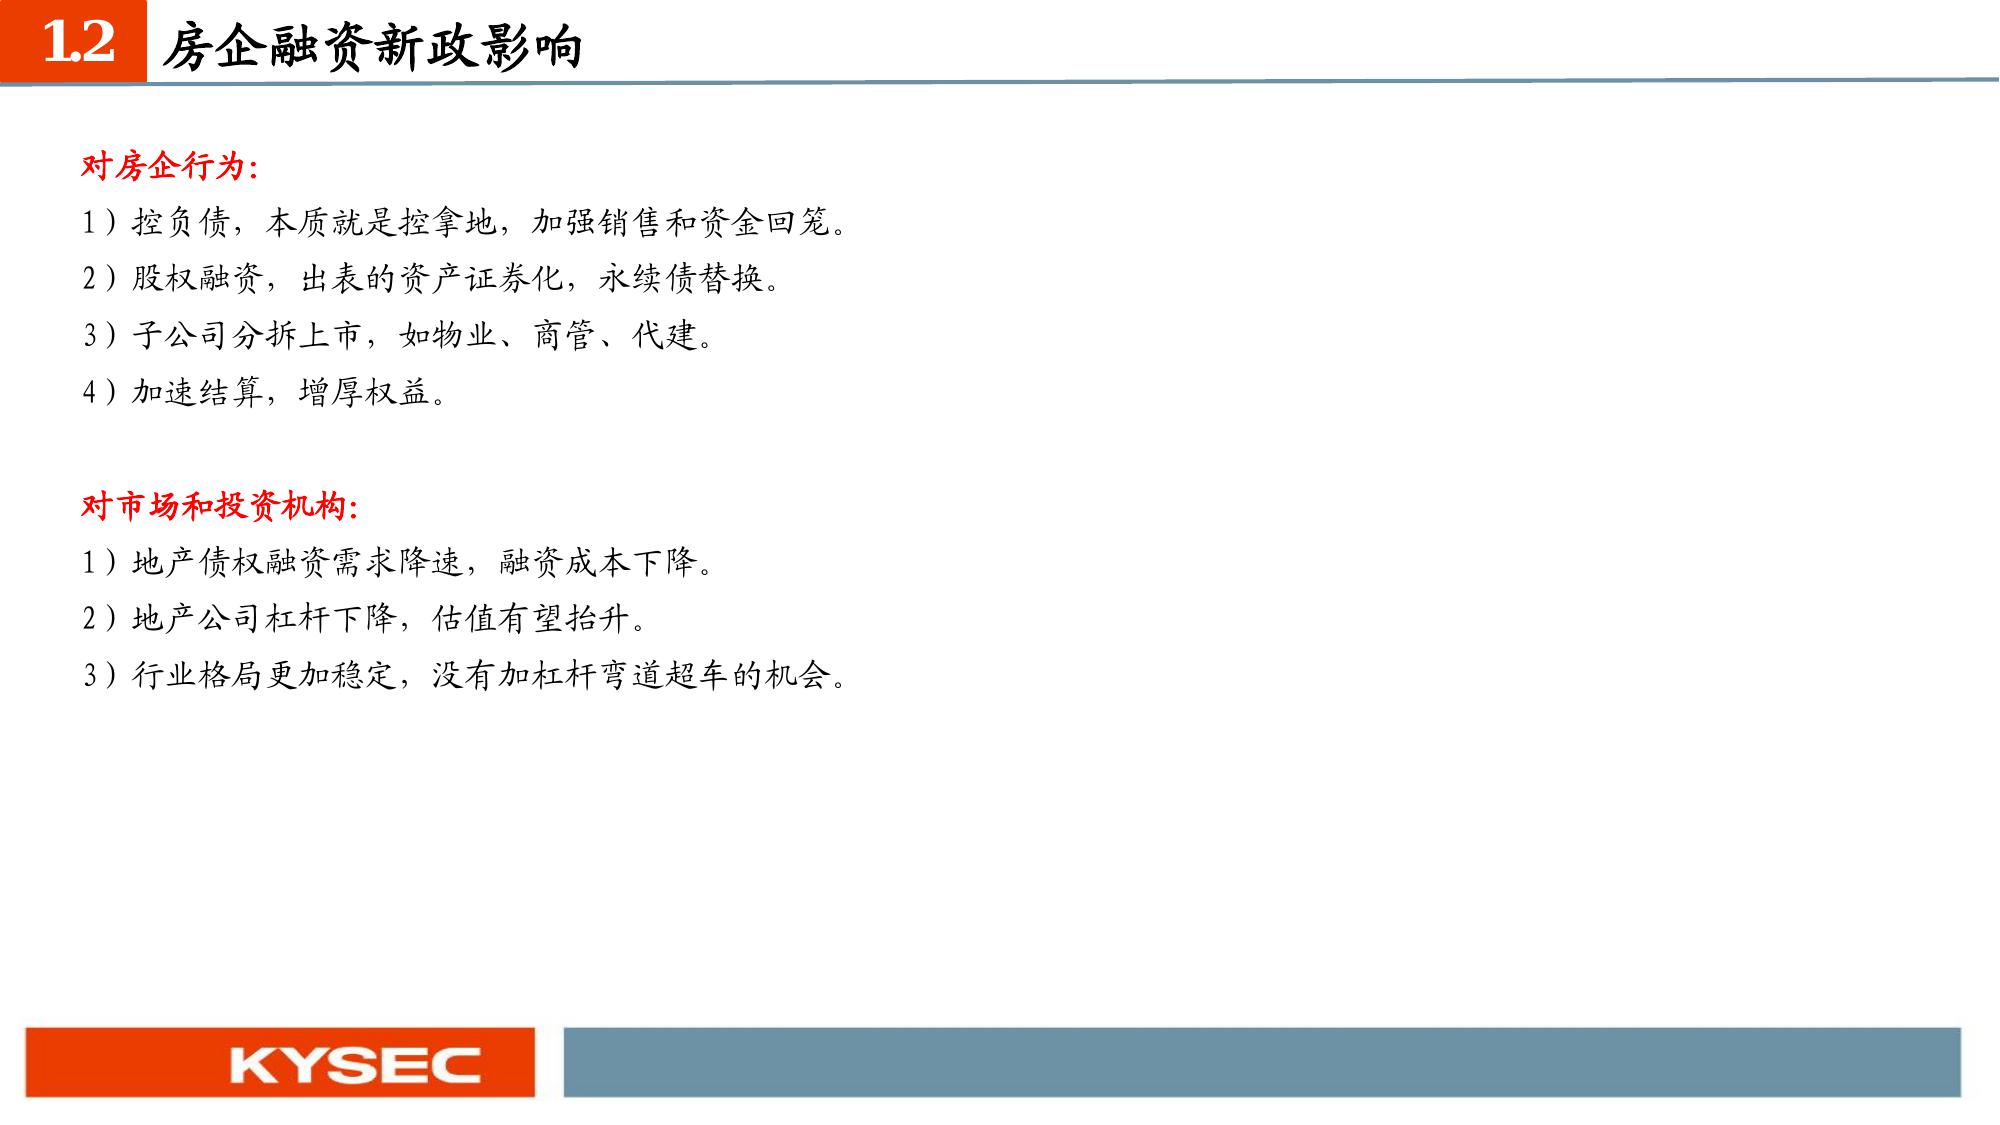 1.2 房企融资新政影响
对房企行为：
1）控负债，本质就是控拿地，加强销售和资金回笼。
2）股权融资，出表的资产证券化，永续债替换。
3）子公司分拆上市，如物业、商管、代建。
4）加速结算，增厚权益。
对市场和投资机构：
1）地产债权融资需求降速，融资成本下降。
2）地产公司杠杆下降，估值有望抬升。
3）行业格局更加稳定，没有加杠杆弯道超车的机会。
KYSEC